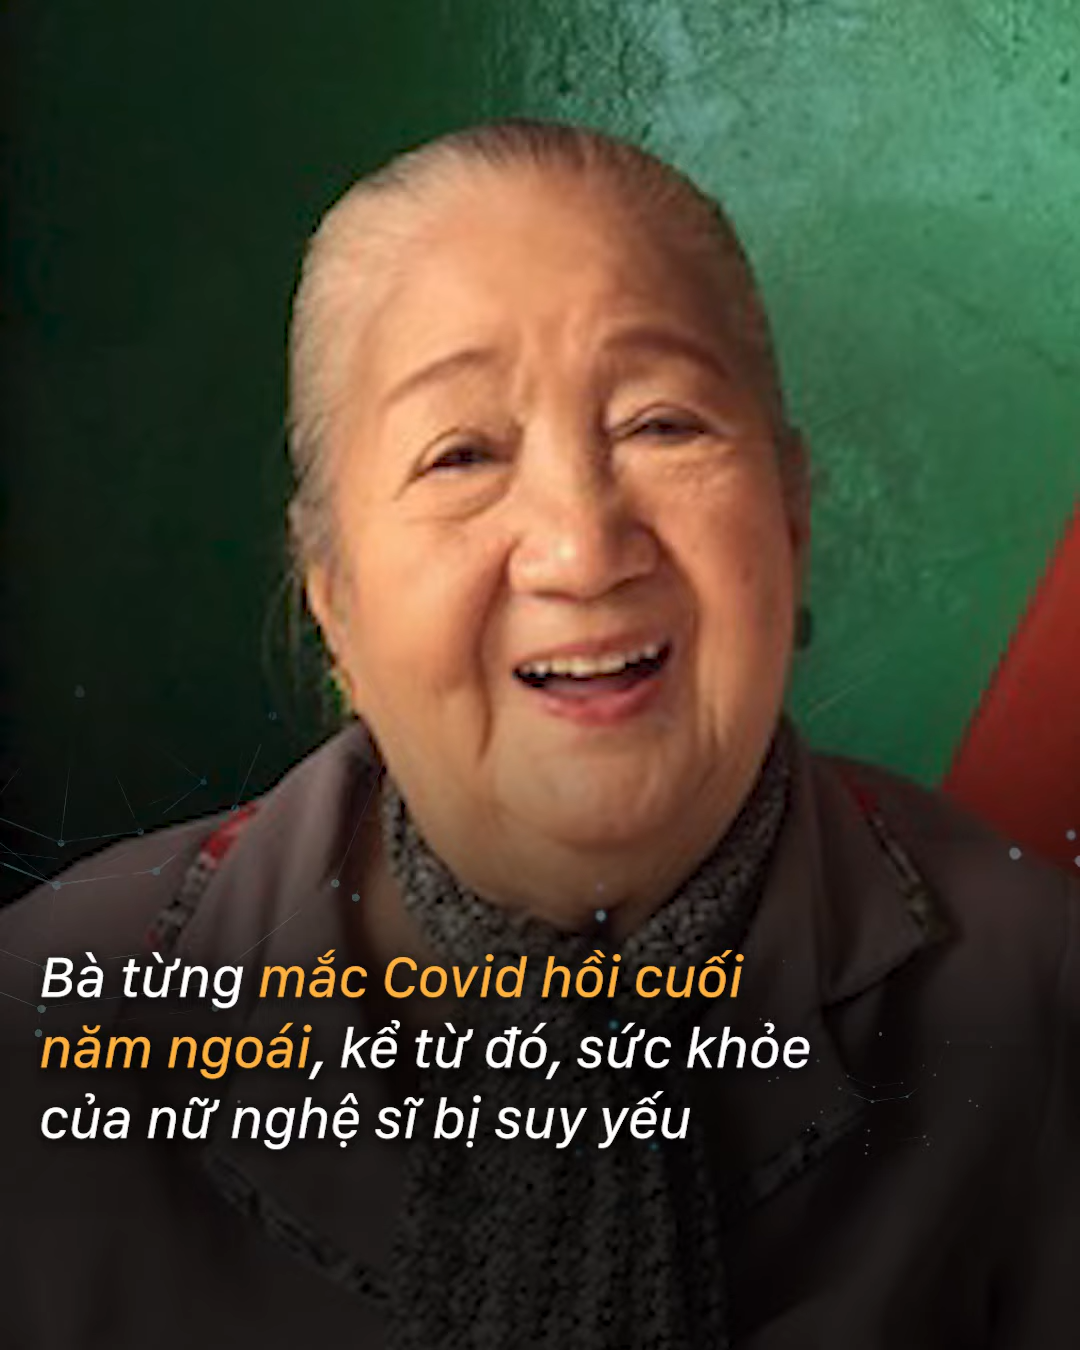 Bà từng mắc Covid hồi cuối
năm ngoái, kể từ đó, sức khỏe
của nữ nghệ sĩ bị suy yếu